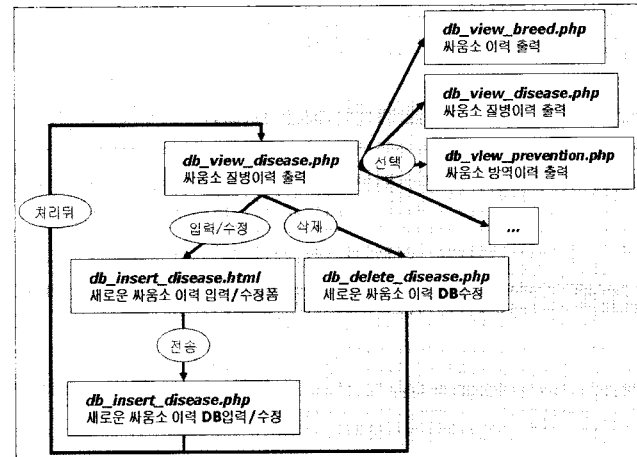 db_view_breed.php
싸움소 이력 출력
db_view_disease.php
싸움소 질병이력 출력
db_view_disease.php
싸움소 질병이력 출력
선택
db_view_prevention.php
싸움소 방역이력 출력
처리뒤
...
입력/수정
삭제
db_insert_disease.html
새로운 싸움소 이력 입력/수정폼
db_delete_disease.php
새로운 싸움소 이력 DB수정
전송
db_insert_disease.php
새로운 싸움소 이력 DB입력/수정